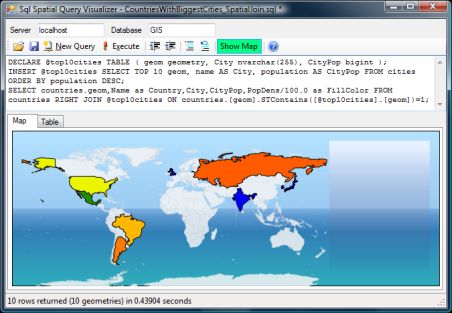 Sql Spatial Query Visualizer - CountriesWithBiggestCities_SpatialJoin.sql *
Server localhost Database GIS
New Query Execute Show Map
DECLARE @top10cities TABLE ( geom geometry, City nvarchar(255), CityPop bigint );
INSERT @top10cities SELECT TOP 10 geom, name AS City, population AS CityPop FROM cities
ORDER BY population DESC;
SELECT countries.geom,Name as Country,City,CityPop,PopDens/100.0 as FillColor FROM
countries RIGHT JOIN @top10cities ON countries.[geom].STContains([@top10cities].[geom])=1;
Map Table
10 rows returned (10 geometries) in 0.43904 seconds